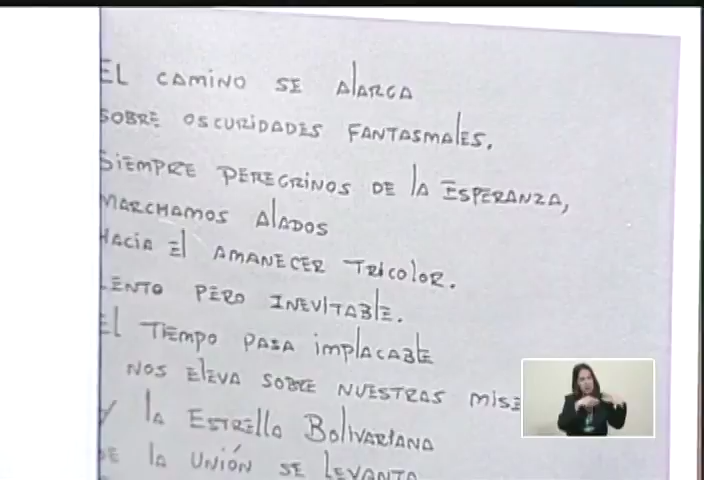 EL CAMINO SE ALARGA
SOBRE OSCURIDADES FANTASMALES.
SIEMPRE PEREGRINOS DE LA ESPERANZA,
MARCHAMOS ALADOS
HACIA EL AMANECER TRICOLOR.
LENTO PERO INEVITABLE.
EL TIEMPO PASA IMPLACABLE
NOS ELEVA SOBRE NUESTRAS
Y LA ESTRELLA BOLIVARIANA
DE LA UNIÓN SE LEVANTA